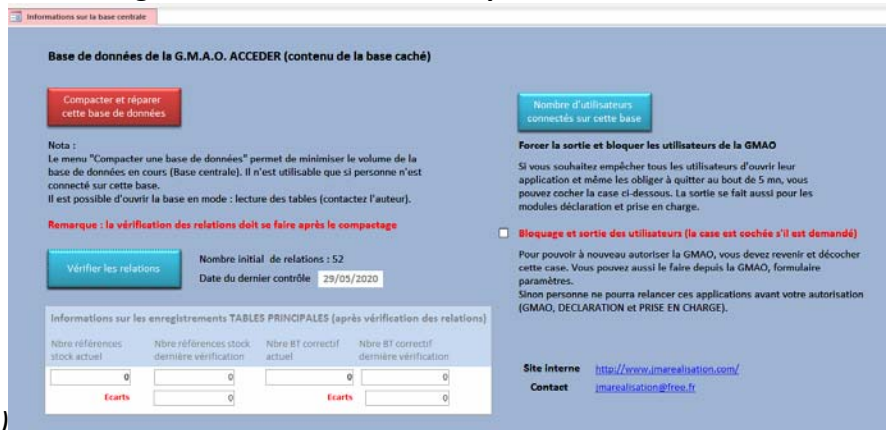 Informations sur la base centrale
Base de données de la G.M.A.O. ACCEDER (contenu de la base caché)
Compacter et réparer
cette base de données
Nota :
Le menu "Compacter une base de données" permet de minimiser le volume de la
base de données en cours (Base centrale). Il n'est utilisable que si personne n'est
connecté sur cette base.
Il est possible d'ouvrir la base en mode : lecture des tables (contactez l'auteur).
Remarque : la vérification des relations doit se faire après le compactage
Vérifier les relations
Nombre initial de relations : 52
Date du dernier contrôle 29/05/2020
Informations sur les enregistrements TABLES PRINCIPALES (après vérification des relations)
Nbre références
stock actuel
Nbre références stock
dernière vérification
Nbre BT correctif
actuel
Nbre BT correctif
dernière vérification
0 0 0 0
Ecarts 0 Ecarts 0
Nombre d'utilisateurs
connectés sur cette base
Forcer la sortie et bloquer les utilisateurs de la GMAO
Si vous souhaitez empêcher tous les utilisateurs d'ouvrir leur
application et même les obliger à quitter au bout de 5 mn, vous
pouvez cocher la case ci-dessous. La sortie se fait aussi pour les
modules déclaration et prise en charge.
Bloquage et sortie des utilisateurs (la case est cochée s'il est demandé)
Pour pouvoir à nouveau autoriser la GMAO, vous devez revenir et décocher
cette case. Vous pouvez aussi le faire depuis la GMAO, formulaire
paramètres.
Sinon personne ne pourra relancer ces applications avant votre autorisation
(GMAO, DECLARATION et PRISE EN CHARGE).
Site interne http://www.jmarealisation.com/
Contact jmarealisation@free.fr
)